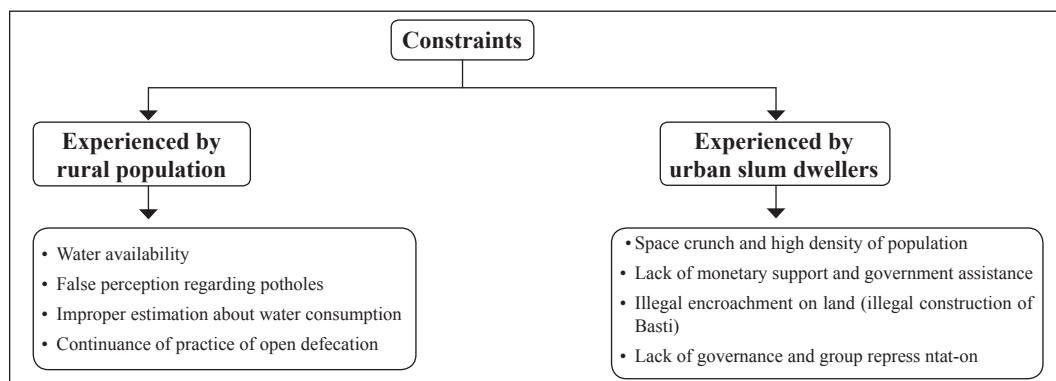 Constraints
Experienced by
rural population
Experienced by
urban slum dwellers
• Water availability
• False perception regarding potholes
• Improper estimation about water consumption
• Continuance of practice of open defecation
• Space crunch and high density of population
• Lack of monetary support and government assistance
• Illegal encroachment on land (illegal construction of
Basti)
• Lack of governance and group repress ntat-on